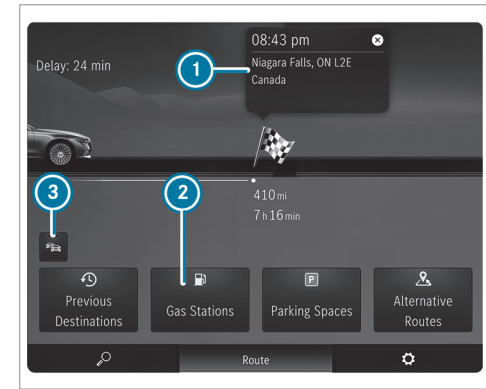 08:43 pm
Delay: 24 min
1
Niagara Falls, ON L2E
Canada
3
2
410 mi
7 h 16 min
P
Previous
Destinations
Gas Stations
Parking Spaces
Alternative
Routes
Route